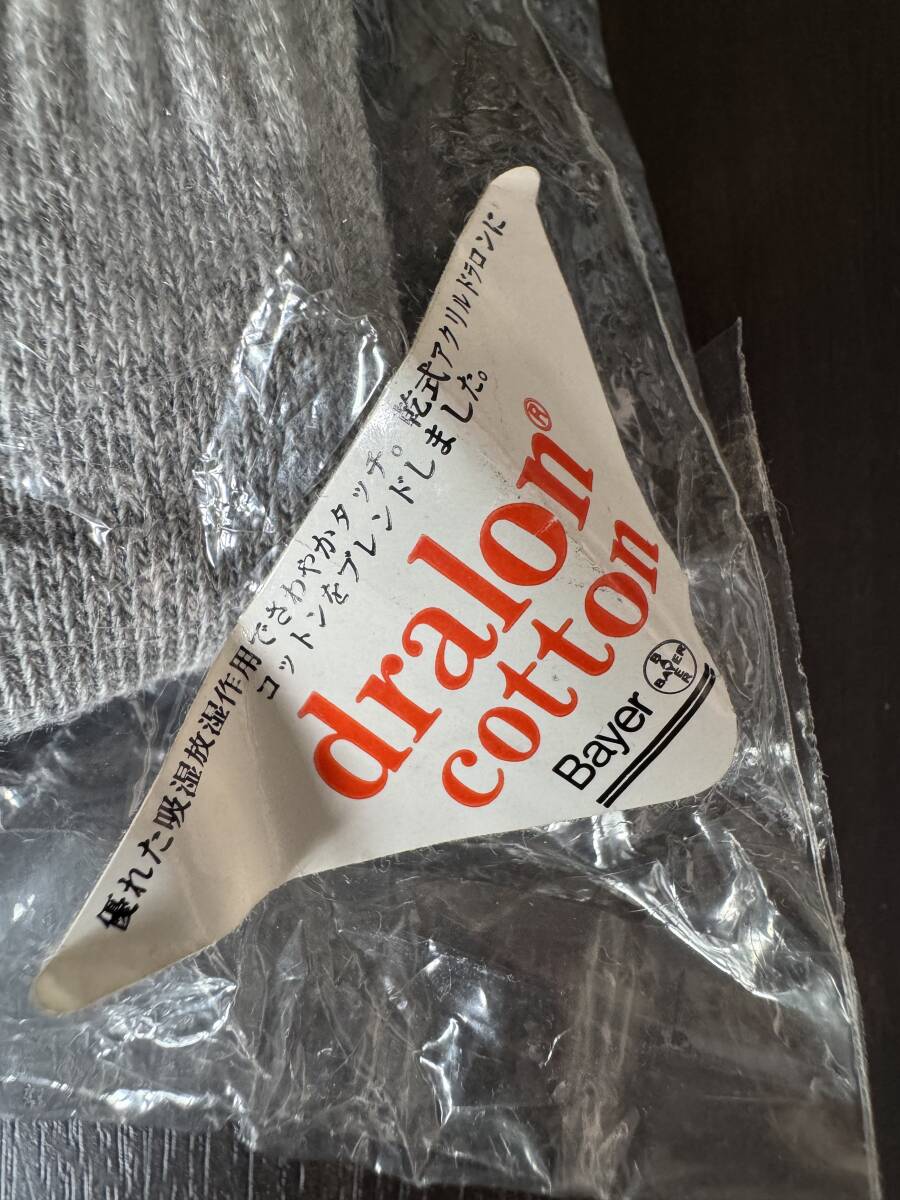 優れた吸湿放湿作用でさわやかタッチ。乾式アクリルドラロンに
コットンをブレンドしました。
dralon®
cotton
Bayer
BAYER
BAYER